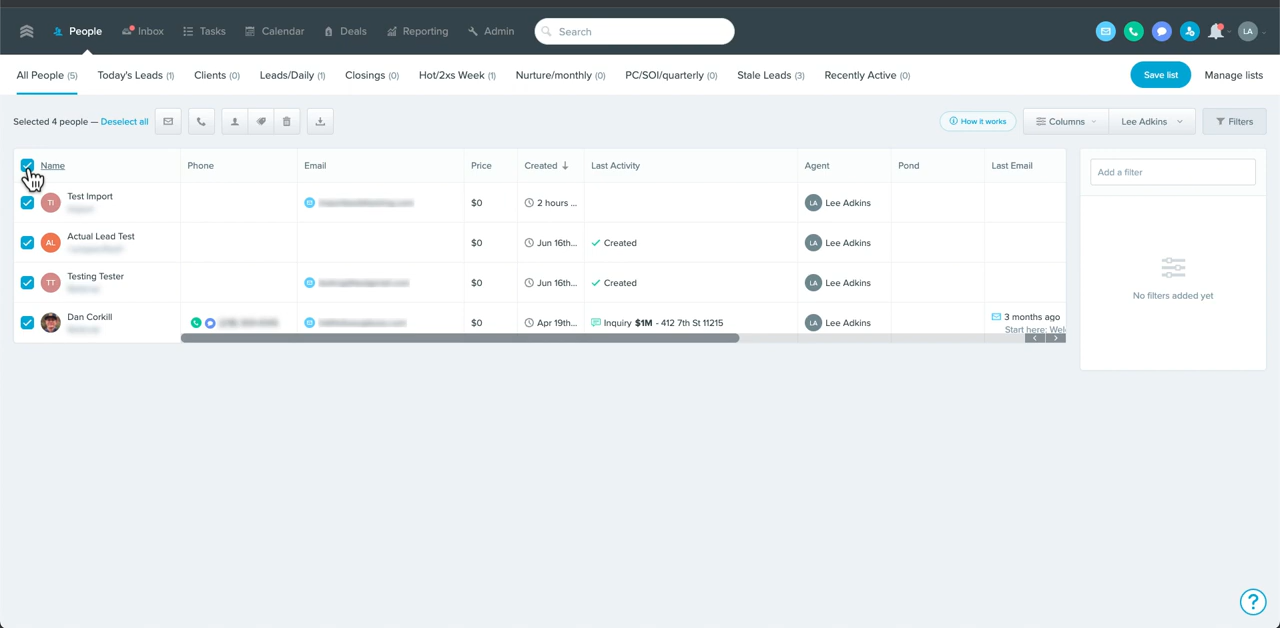 People Inbox Tasks Calendar Deals Reporting Admin Search LA
All People (5) Today's Leads (1) Clients (0) Leads/Daily (1) Closings (0) Hot/2xs Week (1) Nurture/monthly (0) PC/SOI/quarterly (0) Stale Leads (3) Recently Active (0) Save list Manage lists
Selected 4 people — Deselect all How it works Columns Lee Adkins Filters
Name Phone Email Price Created Last Activity Agent Pond Last Email
Add a filter
TI Test Import $0 2 hours ... LA Lee Adkins
AL Actual Lead Test $0 Jun 16th... Created LA Lee Adkins
TT Testing Tester $0 Jun 16th... Created LA Lee Adkins
No filters added yet
Dan Corkill $0 Apr 19th... Inquiry $1M - 412 7th St 11215 LA Lee Adkins 3 months ago
Start here: Wel
?